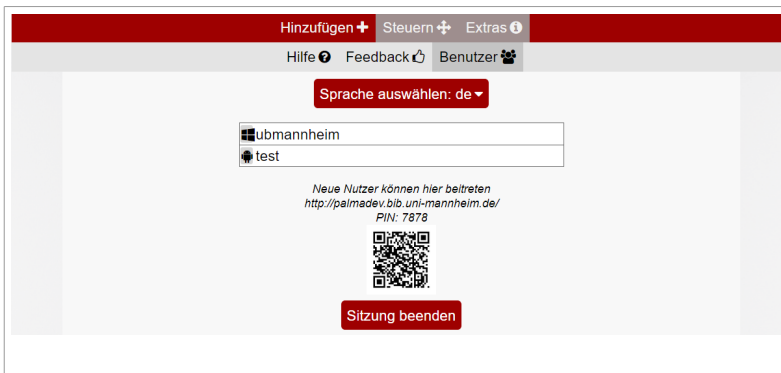 Hinzufügen Steuern Extras
Hilfe Feedback Benutzer
Sprache auswählen: de
ubmannheim
test
Neue Nutzer können hier beitreten
http://palmadev.bib.uni-mannheim.de/
PIN: 7878
Sitzung beenden